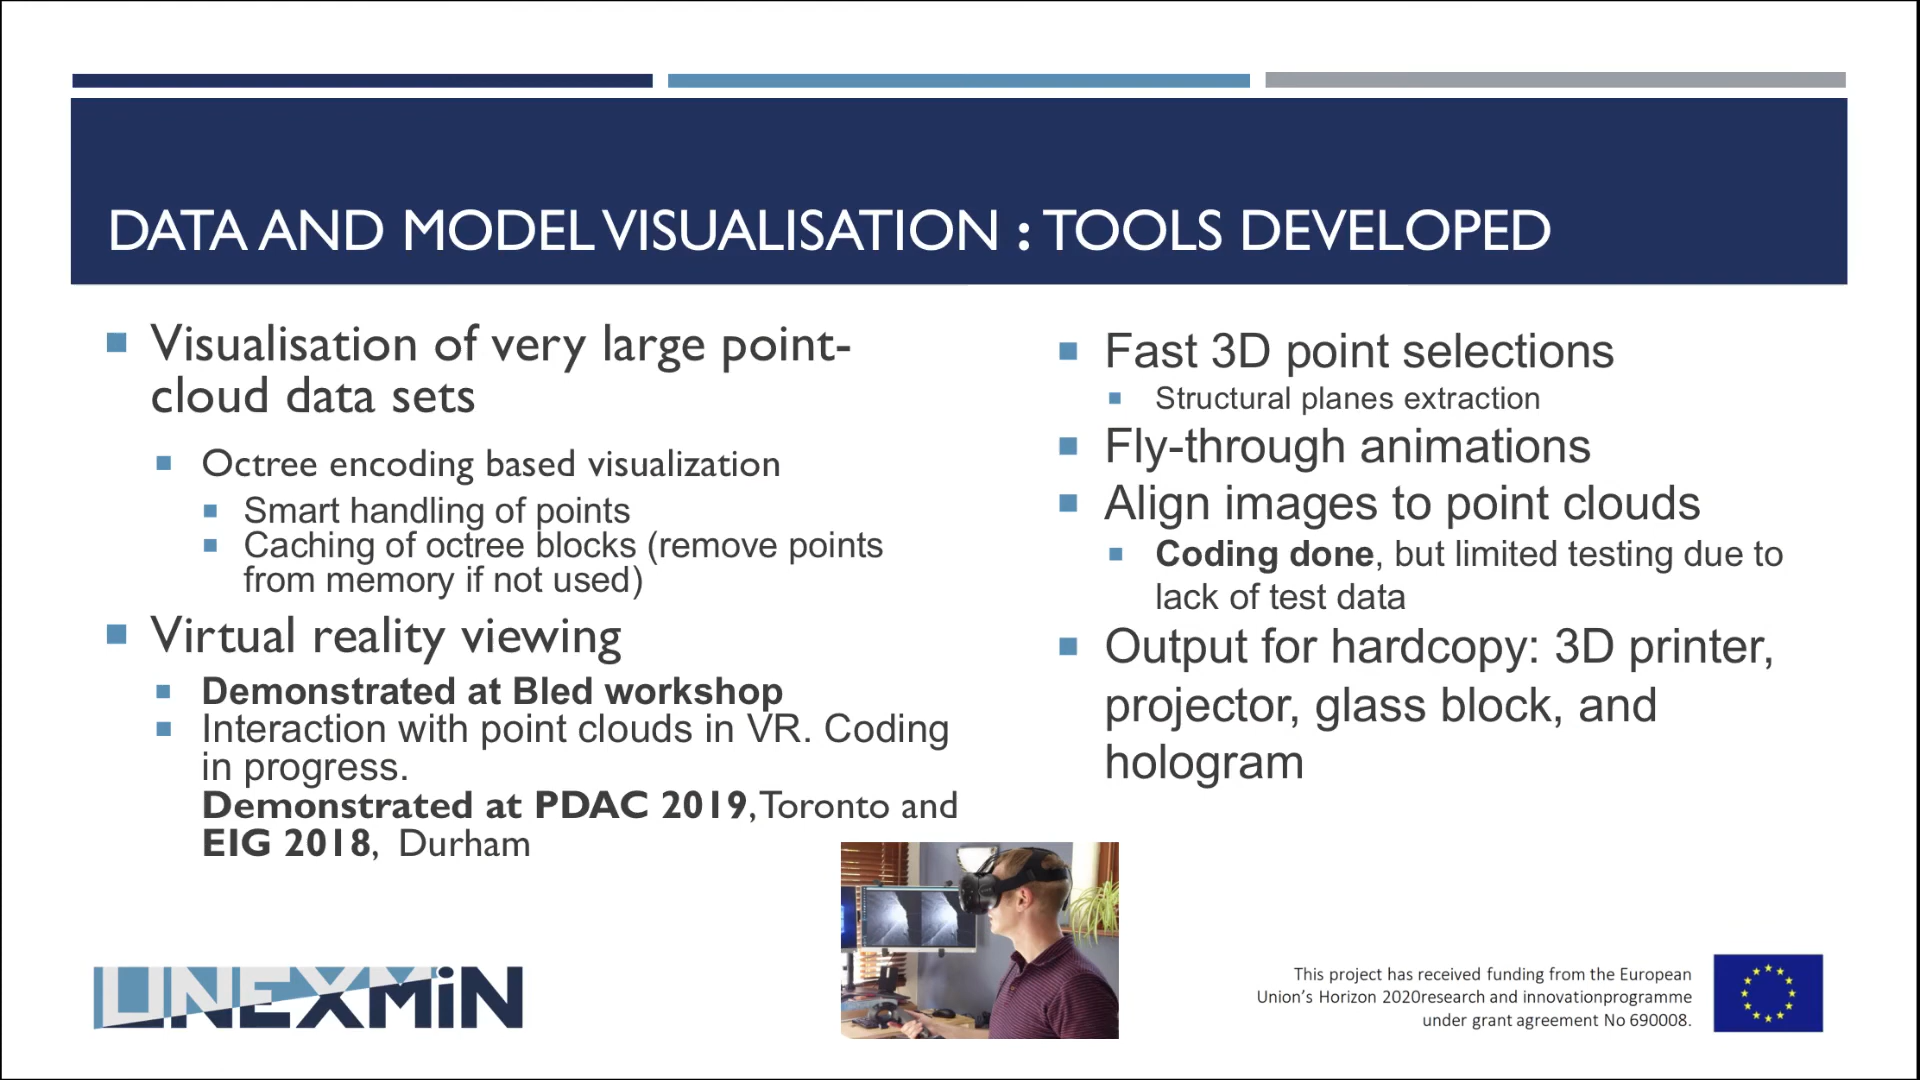 DATA AND MODEL VISUALISATION : TOOLS DEVELOPED
Visualisation of very large point-
cloud data sets
Octree encoding based visualization
Smart handling of points
Caching of octree blocks (remove points
from memory if not used)
Virtual reality viewing
Demonstrated at Bled workshop
Interaction with point clouds in VR. Coding
in progress.
Demonstrated at PDAC 2019, Toronto and
EIG 2018, Durham
Fast 3D point selections
Structural planes extraction
Fly-through animations
Align images to point clouds
Coding done, but limited testing due to
lack of test data
Output for hardcopy: 3D printer,
projector, glass block, and
hologram
UNEXMiN
This project has received funding from the European
Union's Horizon 2020research and innovationprogramme
under grant agreement No 690008.